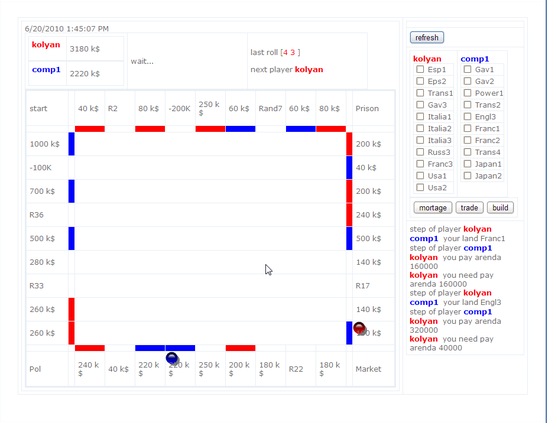 6/20/2010 1:45:07 PM
kolyan 3180 k$
comp1 2220 k$
wait...
last roll [4 3 ]
next player kolyan
start 40 k$ R2 80 k$ -200K 250 k$ 60 k$ Rand7 60 k$ 80 k$ Prison
1000 k$ 200 k$
-100K 40 k$
700 k$ 200 k$
R36 240 k$
500 k$ 500 k$
280 k$ 140 k$
R33 R17
260 k$ 140 k$
260 k$
Pol 240 k$ 40 k$ 220 k$ k$ 250 k$ 200 k$ 180 k$ R22 180 k$ Market
refresh
kolyan comp1
Esp1 Gav1
Eps2 Gav2
Trans1 Power1
Gav3 Trans2
Italia1 Engl3
Italia2 Franc1
Italia3 Franc2
Russ3 Trans4
Franc3 Japan1
Usa1 Japan2
Usa2
mortage trade build
step of player kolyan
comp1 your land Franc1
step of player comp1
kolyan you pay arenda
160000
kolyan you need pay
arenda 160000
step of player kolyan
comp1 your land Engl3
step of player comp1
kolyan you pay arenda
320000
kolyan you need pay
arenda 40000